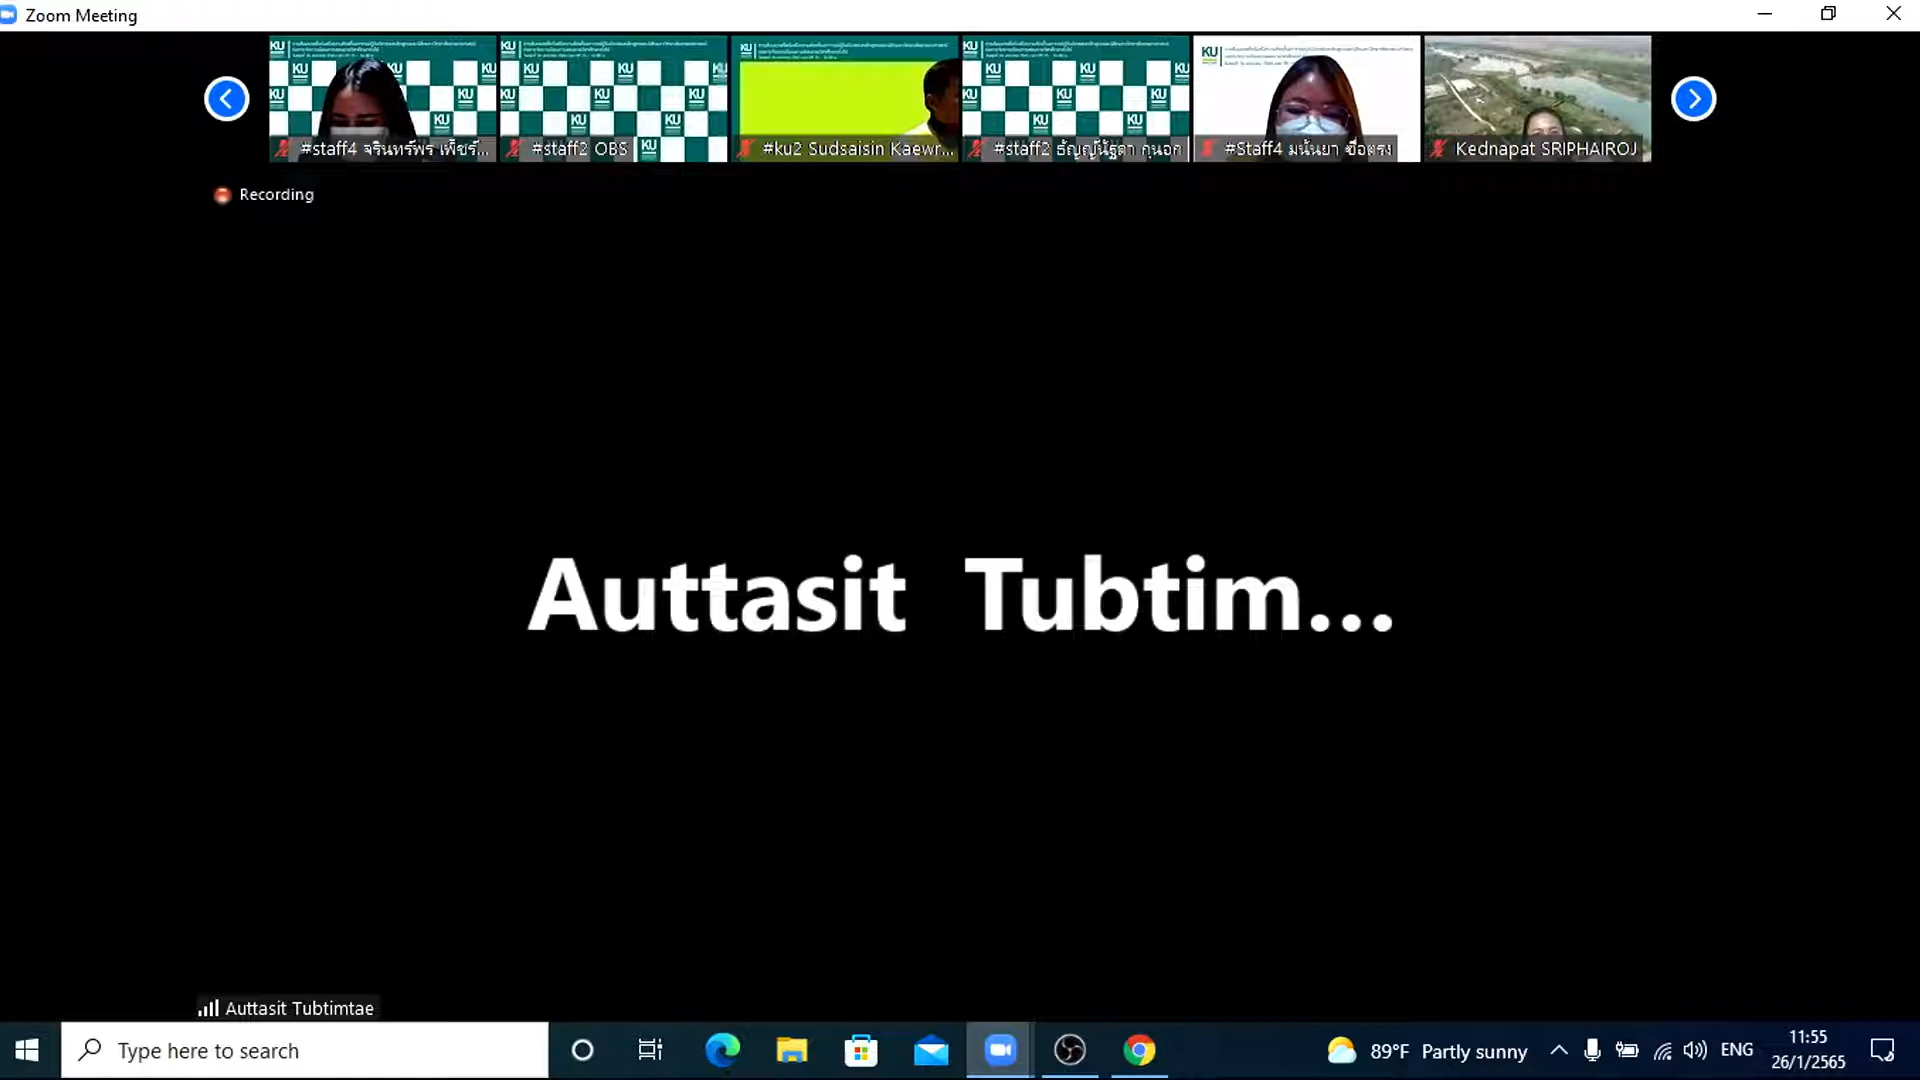 Zoom Meeting
#staff4 จรินทร์พร เพ็ชร์...
#staff2 OBS
#ku2 Sudsaisin Kaewr...
#staff2 ธัญญ์นัฐตา กุนอก
#Staff4 มนันยา ซื่อตรง
Kednapat SRIPHAIROJ
KU
Recording
Auttasit Tubtim...
Auttasit Tubtimtae
Type here to search
89°F Partly sunny
ENG
11:55
26/1/2565